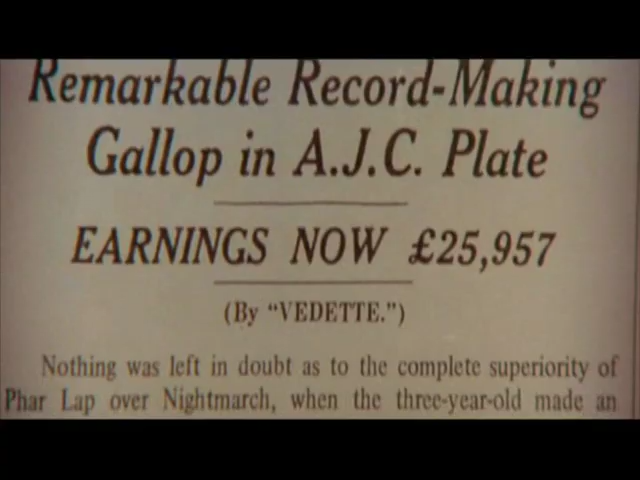 Remarkable Record-Making
Gallop in A.J.C. Plate
EARNINGS NOW £25,957
(By "VEDETTE.")
Nothing was left in doubt as to the complete superiority of
Phar Lap over Nightmarch, when the three-year-old made an